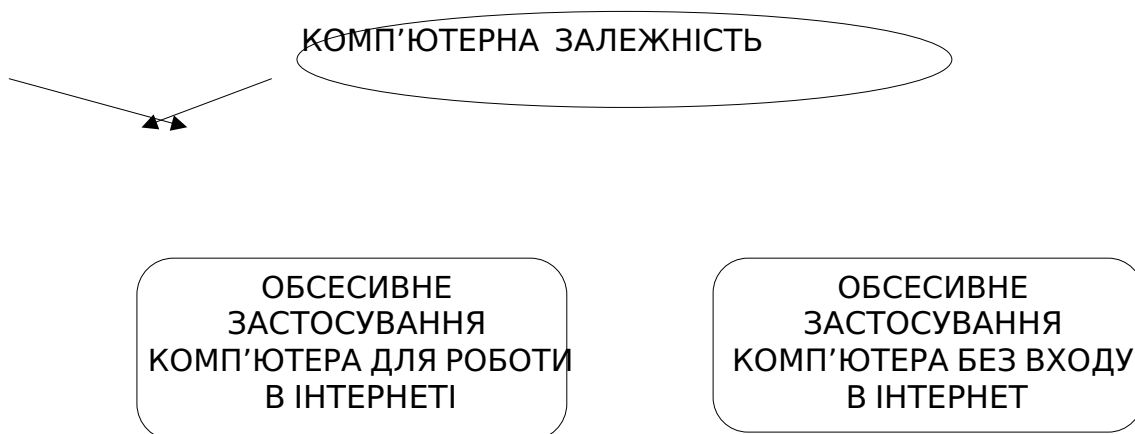 КОМП’ЮТЕРНА ЗАЛЕЖНІСТЬ
ОБСЕСИВНЕ
ЗАСТОСУВАННЯ
КОМП’ЮТЕРА ДЛЯ РОБОТИ
В ІНТЕРНЕТІ
ОБСЕСИВНЕ
ЗАСТОСУВАННЯ
КОМП’ЮТЕРА БЕЗ ВХОДУ
В ІНТЕРНЕТ